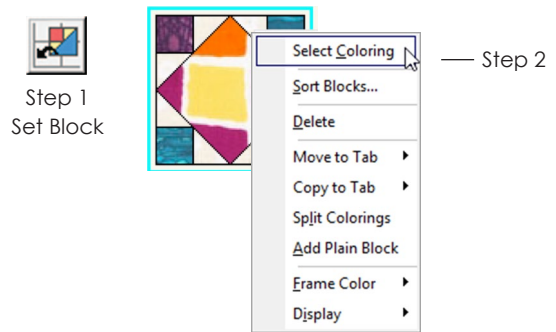 Step 1
Set Block
Select Coloring
Step 2
Sort Blocks...
Delete
Move to Tab
Copy to Tab
Split Colorings
Add Plain Block
Frame Color
Display